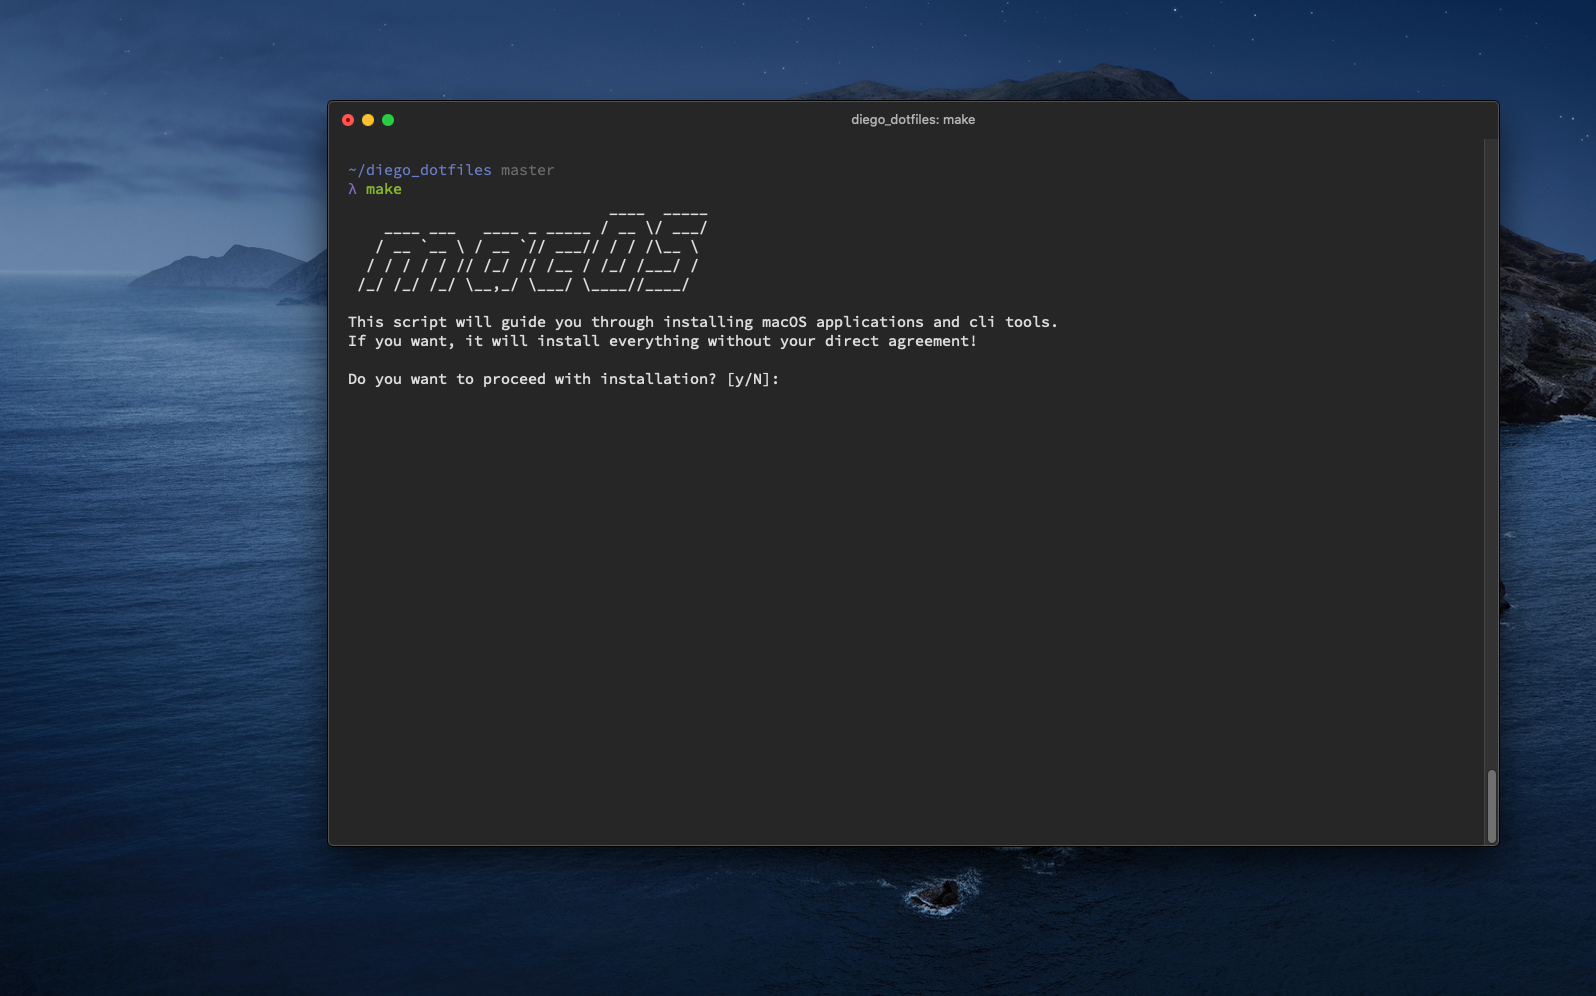 diego_dotfiles: make
~/diego_dotfiles master
λ make
                             ____  _____
    ____ ___   ____ _ _____ / __ \/ ___/
   / __ `__ \ / __ `// ___// / / /\__ \
  / / / / / // /_/ // /__ / /_/ /___/ /
 /_/ /_/ /_/ \__,_/ \___/ \____//____/
This script will guide you through installing macOS applications and cli tools.
If you want, it will install everything without your direct agreement!
Do you want to proceed with installation? [y/N]: